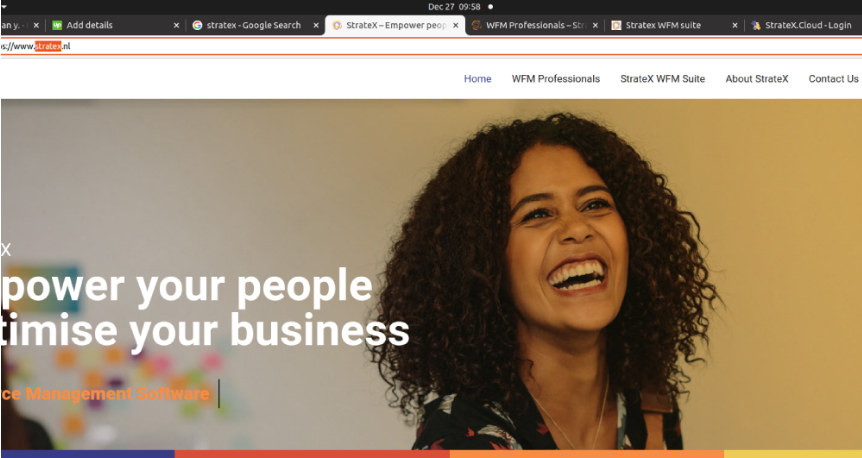 Dec 27 09:58
an y. Add details stratex - Google Search StrateX – Empower peop WFM Professionals – St Stratex WFM suite StrateX.Cloud - Login
s://www.stratex.nl
Home WFM Professionals StrateX WFM Suite About StrateX Contact Us
X
power your people
timise your business
rce Management Software